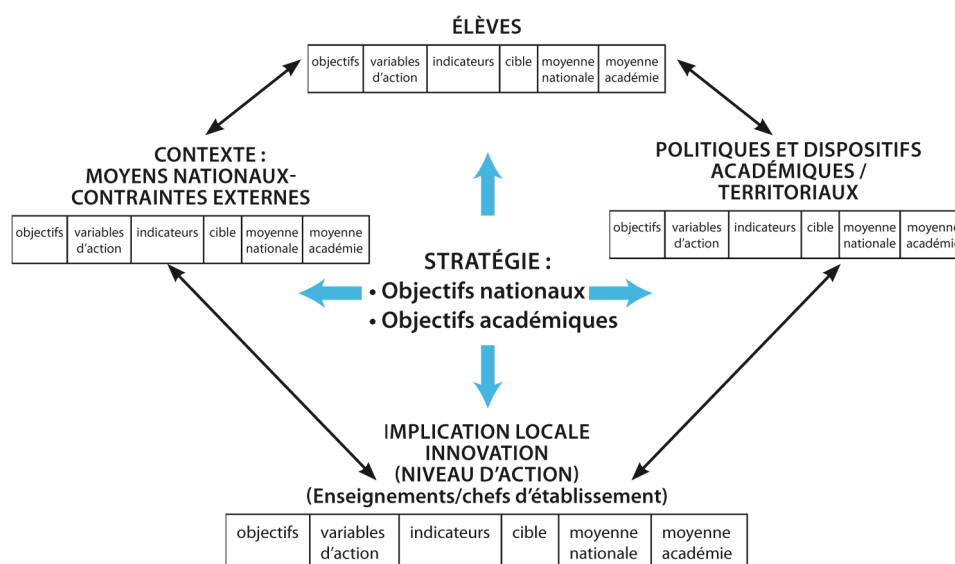 ÉLÈVES
objectifs variables indicateurs cible moyenne moyenne
d'action nationale académie
CONTEXTE :
MOYENS NATIONAUX-
CONTRAINTES EXTERNES
objectifs variables indicateurs cible moyenne moyenne
d'action nationale académie
POLITIQUES ET DISPOSITIFS
ACADÉMIQUES /
TERRITORIAUX
objectifs variables indicateurs cible moyenne moyenne
d'action nationale académie
STRATÉGIE :
• Objectifs nationaux
• Objectifs académiques
IMPLICATION LOCALE
INNOVATION
(NIVEAU D'ACTION)
(Enseignements/chefs d'établissement)
objectifs variables indicateurs cible moyenne moyenne
d'action nationale académie